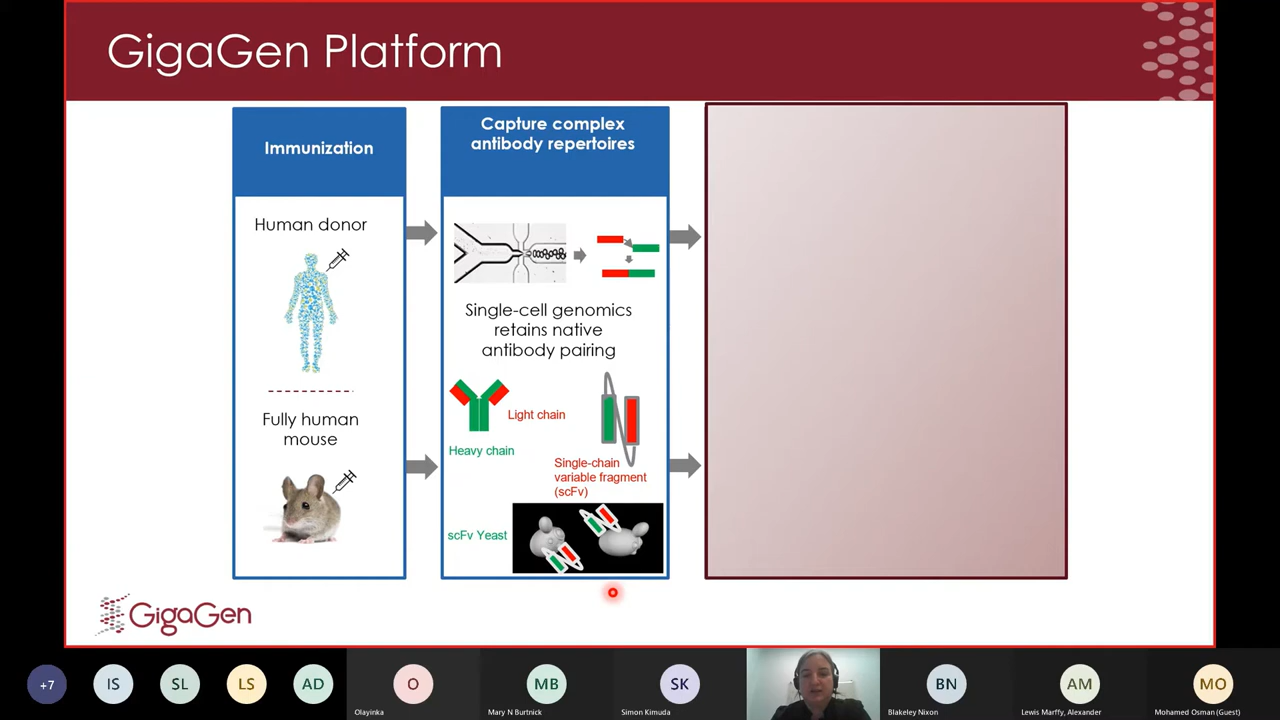 GigaGen Platform
Immunization
Human donor
Fully human
mouse
Capture complex
antibody repertoires
Single-cell genomics
retains native
antibody pairing
Light chain
Heavy chain
Single-chain
variable fragment
(scFv)
scFv Yeast
GigaGen
+7
IS
SL
LS
AD
O
Olayinka
MB
Mary N Burtnick
SK
Simon Kimuda
BN
Blakeley Nixon
AM
Lewis Marffy, Alexander
MO
Mohamed Osman (Guest)